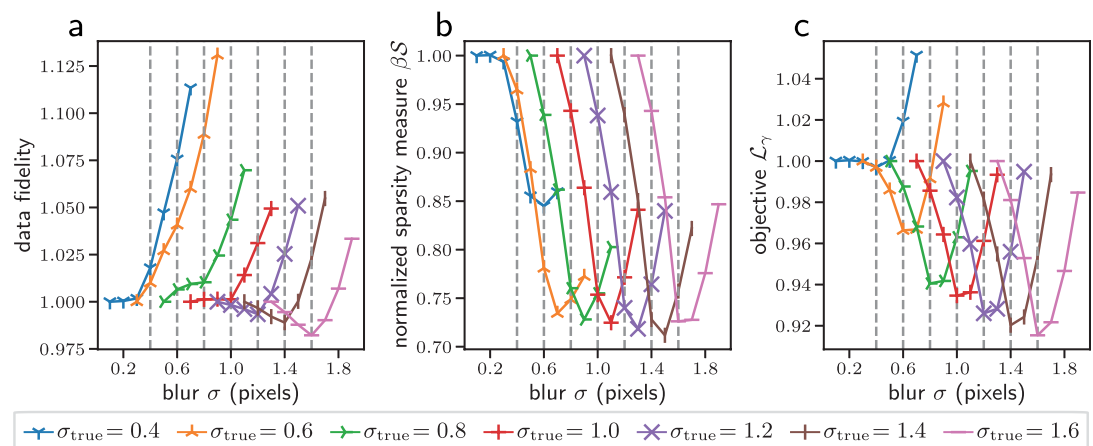 a
data fidelity
1.125
1.100
1.075
1.050
1.025
1.000
0.975
0.2 0.6 1.0 1.4 1.8
blur σ (pixels)
b
normalized sparsity measure β𝒮
1.00
0.95
0.90
0.85
0.80
0.75
0.70
0.2 0.6 1.0 1.4 1.8
blur σ (pixels)
c
objective ℒγ
1.04
1.02
1.00
0.98
0.96
0.94
0.92
0.2 0.6 1.0 1.4 1.8
blur σ (pixels)
σtrue = 0.4 σtrue = 0.6 σtrue = 0.8 σtrue = 1.0 σtrue = 1.2 σtrue = 1.4 σtrue = 1.6